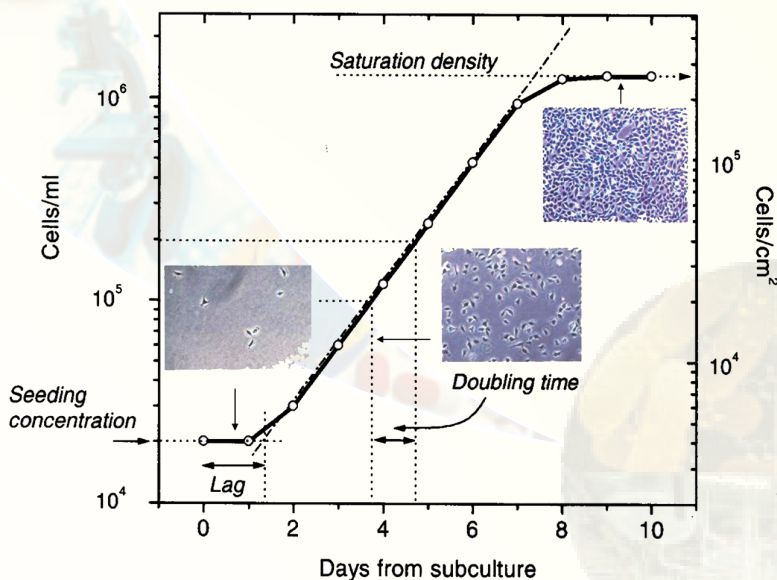 Saturation density
10⁶
Cells/ml
10⁵
10⁵
Cells/cm²
10⁴
Doubling time
Seeding
concentration
Lag
10⁴
0 2 4 6 8 10
Days from subculture